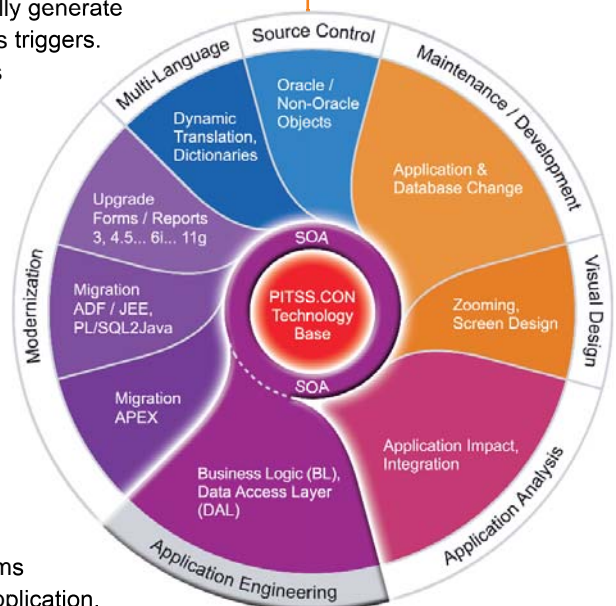 lly generate
s triggers.
s
Multi-Language
Source Control
Maintenance / Development
Visual Design
Application Analysis
Application Engineering
Modernization
Dynamic
Translation,
Dictionaries
Oracle /
Non-Oracle
Objects
Application &
Database Change
Zooming,
Screen Design
Application Impact,
Integration
Business Logic (BL),
Data Access Layer
(DAL)
Migration
APEX
Migration
ADF / JEE,
PL/SQL2Java
Upgrade
Forms / Reports
3, 4.5... 6i... 11g
SOA
PITSS.CON
Technology
Base
SOA
ms
pplication.